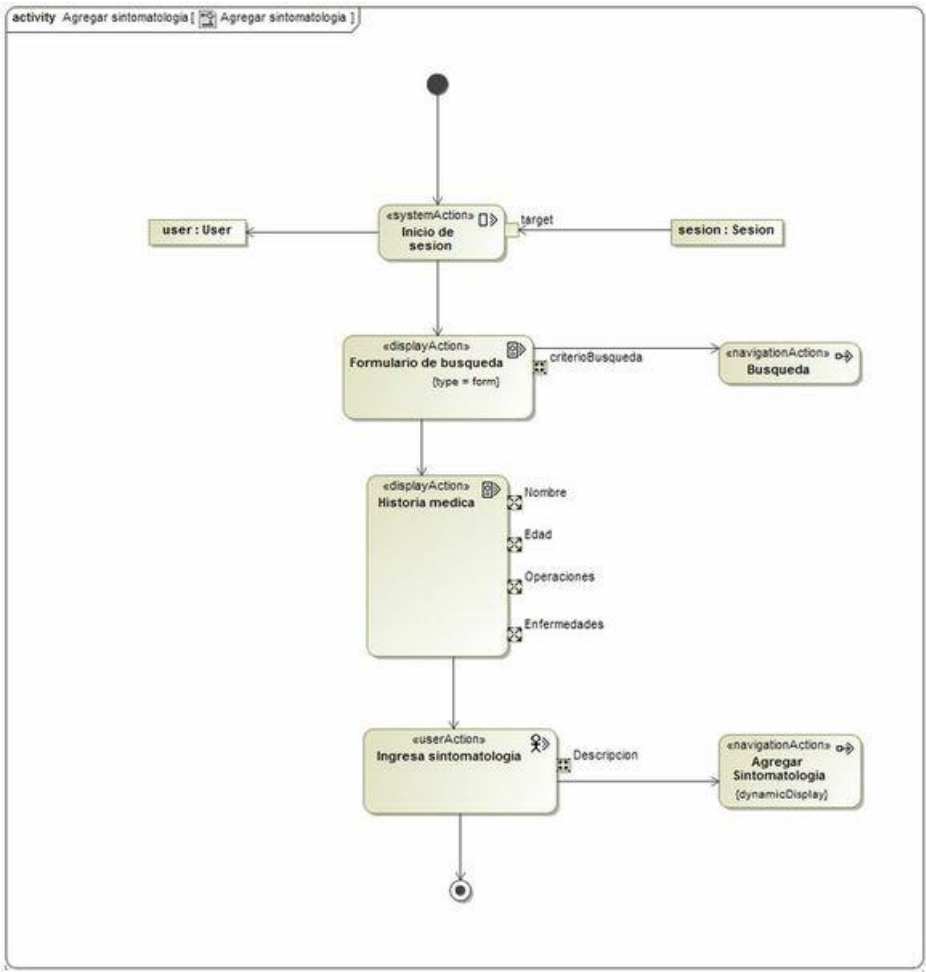 activity Agregar sintomatologia [ Agregar sintomatologia ]
«systemAction»
Inicio de
sesion
target
user : User
sesion : Sesion
«displayAction»
Formulario de busqueda
{type = form}
criterioBusqueda
«navigationAction»
Busqueda
«displayAction»
Historia medica
Nombre
Edad
Operaciones
Enfermedades
«userAction»
Ingresa sintomatologia
Descripcion
«navigationAction»
Agregar
Sintomatologia
{dynamicDisplay}